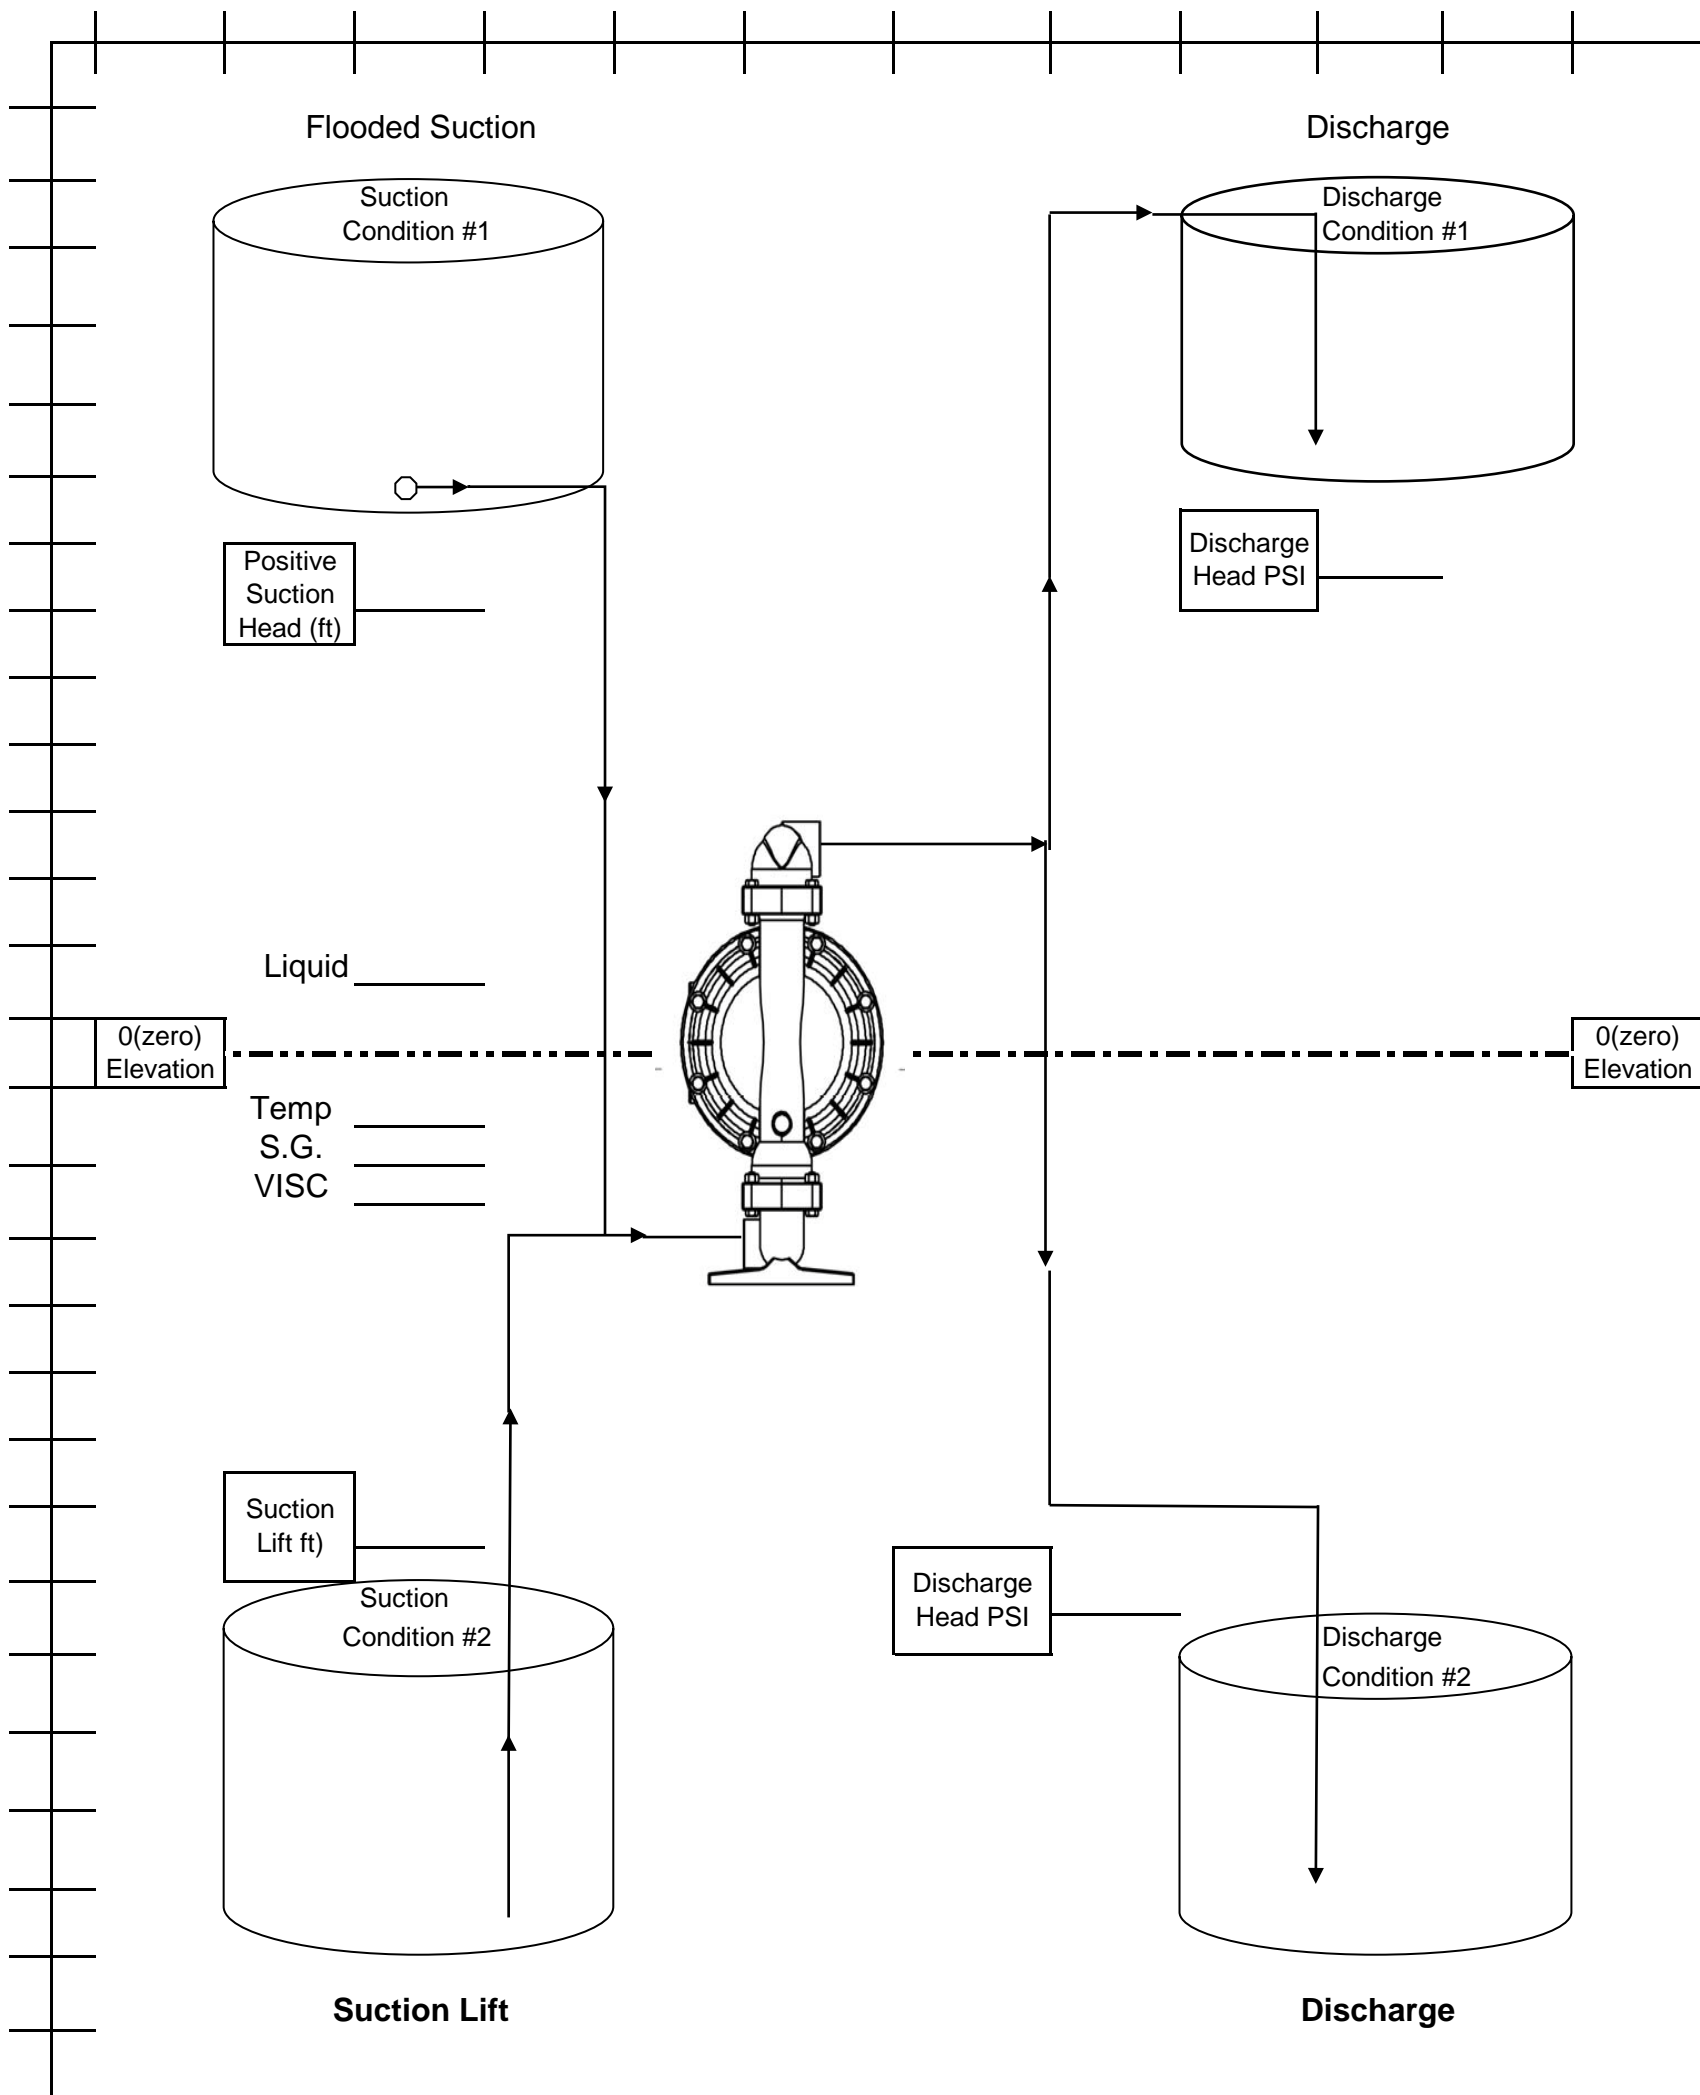 Flooded Suction
Discharge
Suction
Condition #1
Discharge
Condition #1
Positive
Suction
Head (ft)
Discharge
Head PSI
Liquid
0(zero)
Elevation
0(zero)
Elevation
Temp
S.G.
VISC
Suction
Lift ft)
Suction
Condition #2
Discharge
Head PSI
Discharge
Condition #2
Suction Lift
Discharge